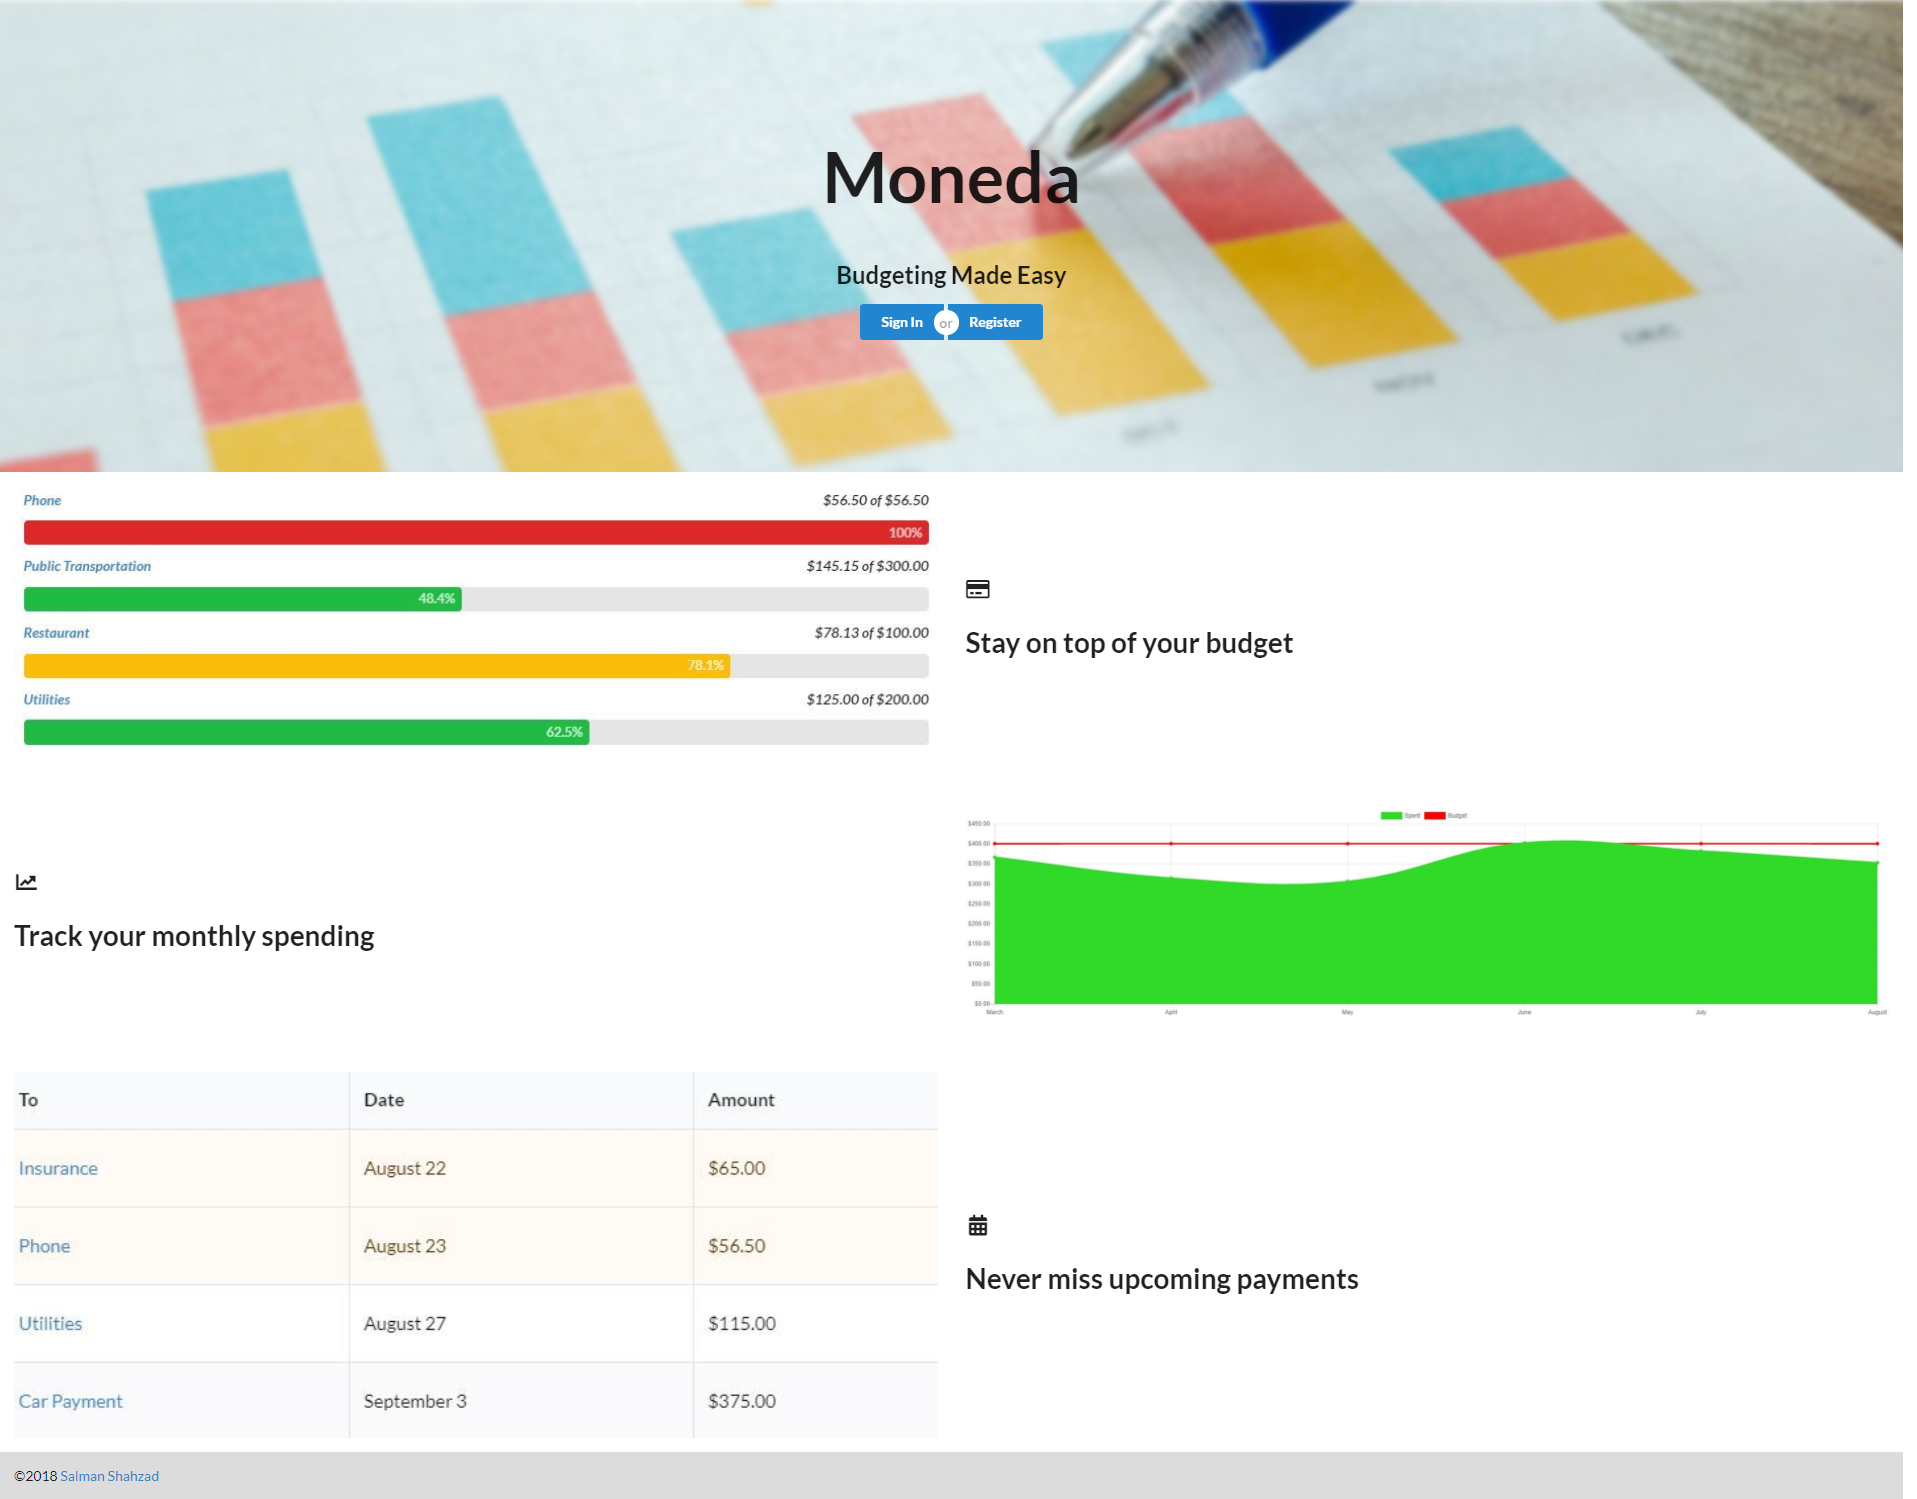 Moneda
Budgeting Made Easy
Sign In or Register
Phone $56.50 of $56.50
100%
Public Transportation $145.15 of $300.00
48.4%
Restaurant $78.13 of $100.00
78.1%
Utilities $125.00 of $200.00
62.5%
Stay on top of your budget
Track your monthly spending
Spent Budget
$450.00
$400.00
$350.00
$300.00
$250.00
$200.00
$150.00
$100.00
$50.00
$0.00
March April May June July August
To Date Amount
Insurance August 22 $65.00
Phone August 23 $56.50
Utilities August 27 $115.00
Car Payment September 3 $375.00
Never miss upcoming payments
©2018 Salman Shahzad